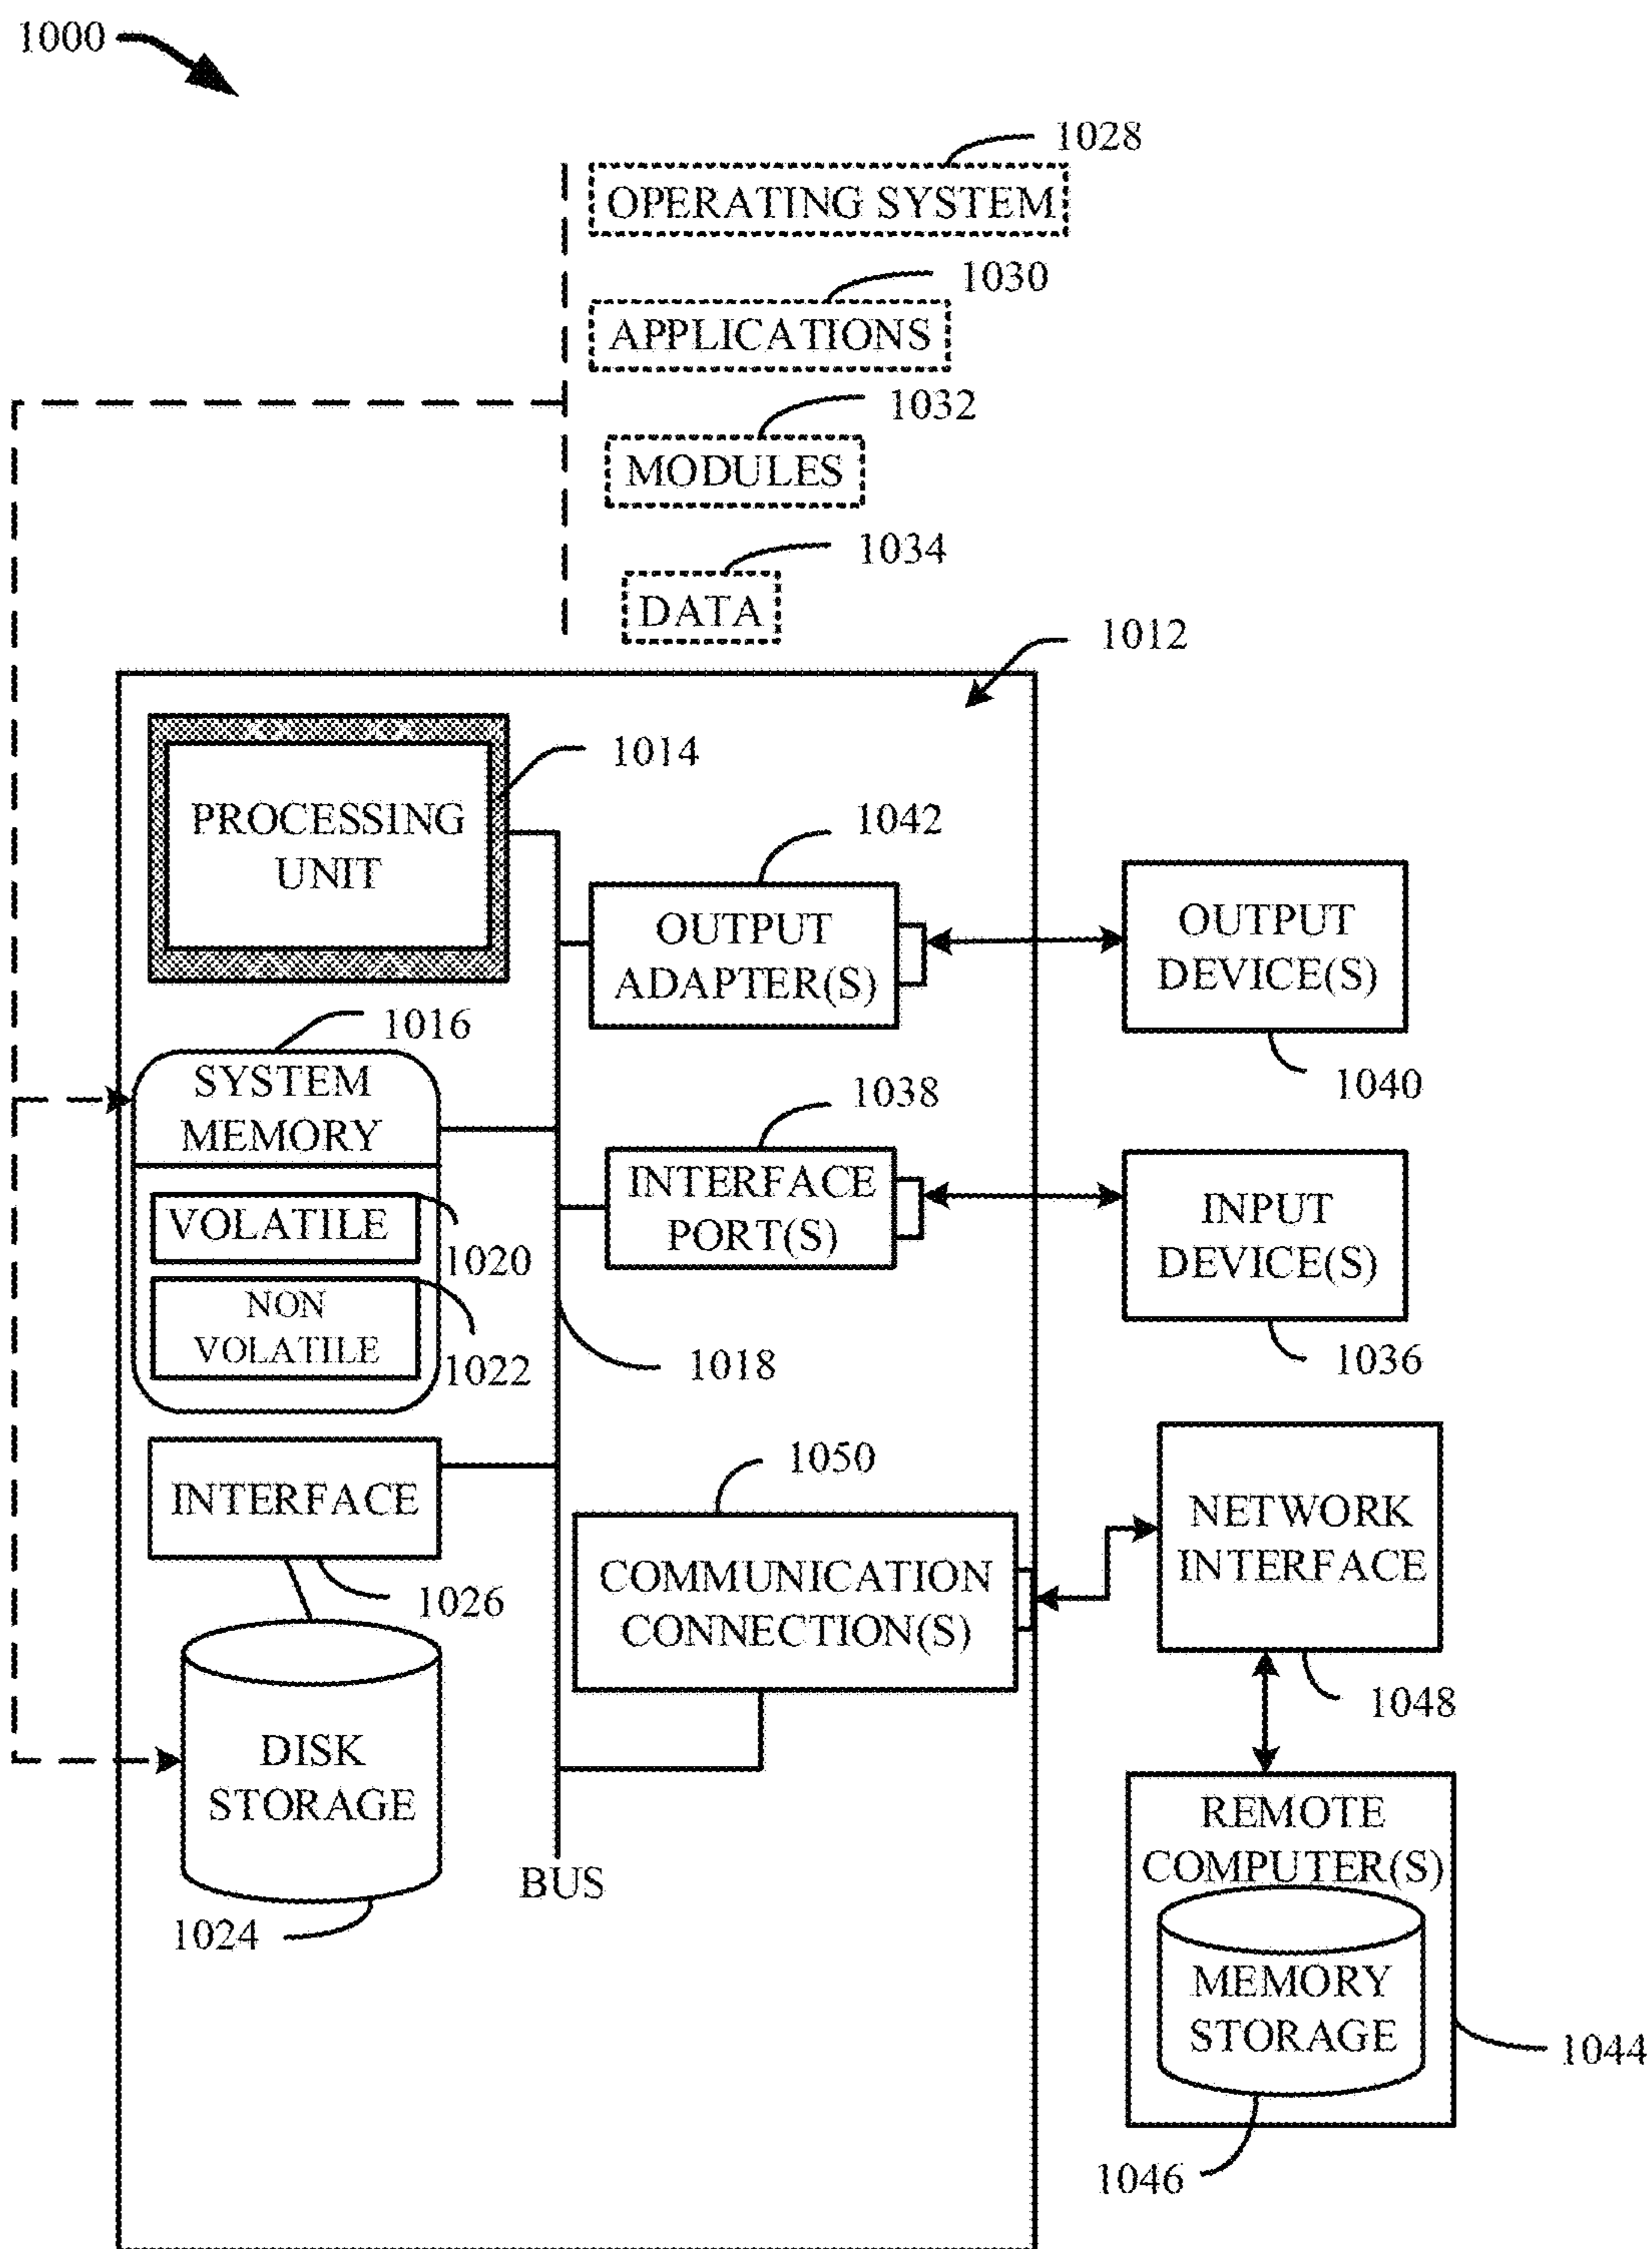 1000
1028
OPERATING SYSTEM
1030
APPLICATIONS
1032
MODULES
1034
DATA
1012
1014
PROCESSING
UNIT
1042
OUTPUT
ADAPTER(S)
OUTPUT
DEVICE(S)
1040
1016
SYSTEM
MEMORY
VOLATILE
1020
NON
VOLATILE
1022
1038
INTERFACE
PORT(S)
INPUT
DEVICE(S)
1036
1018
INTERFACE
1026
1050
COMMUNICATION
CONNECTION(S)
NETWORK
INTERFACE
1048
DISK
STORAGE
1024
BUS
REMOTE
COMPUTER(S)
MEMORY
STORAGE
1044
1046